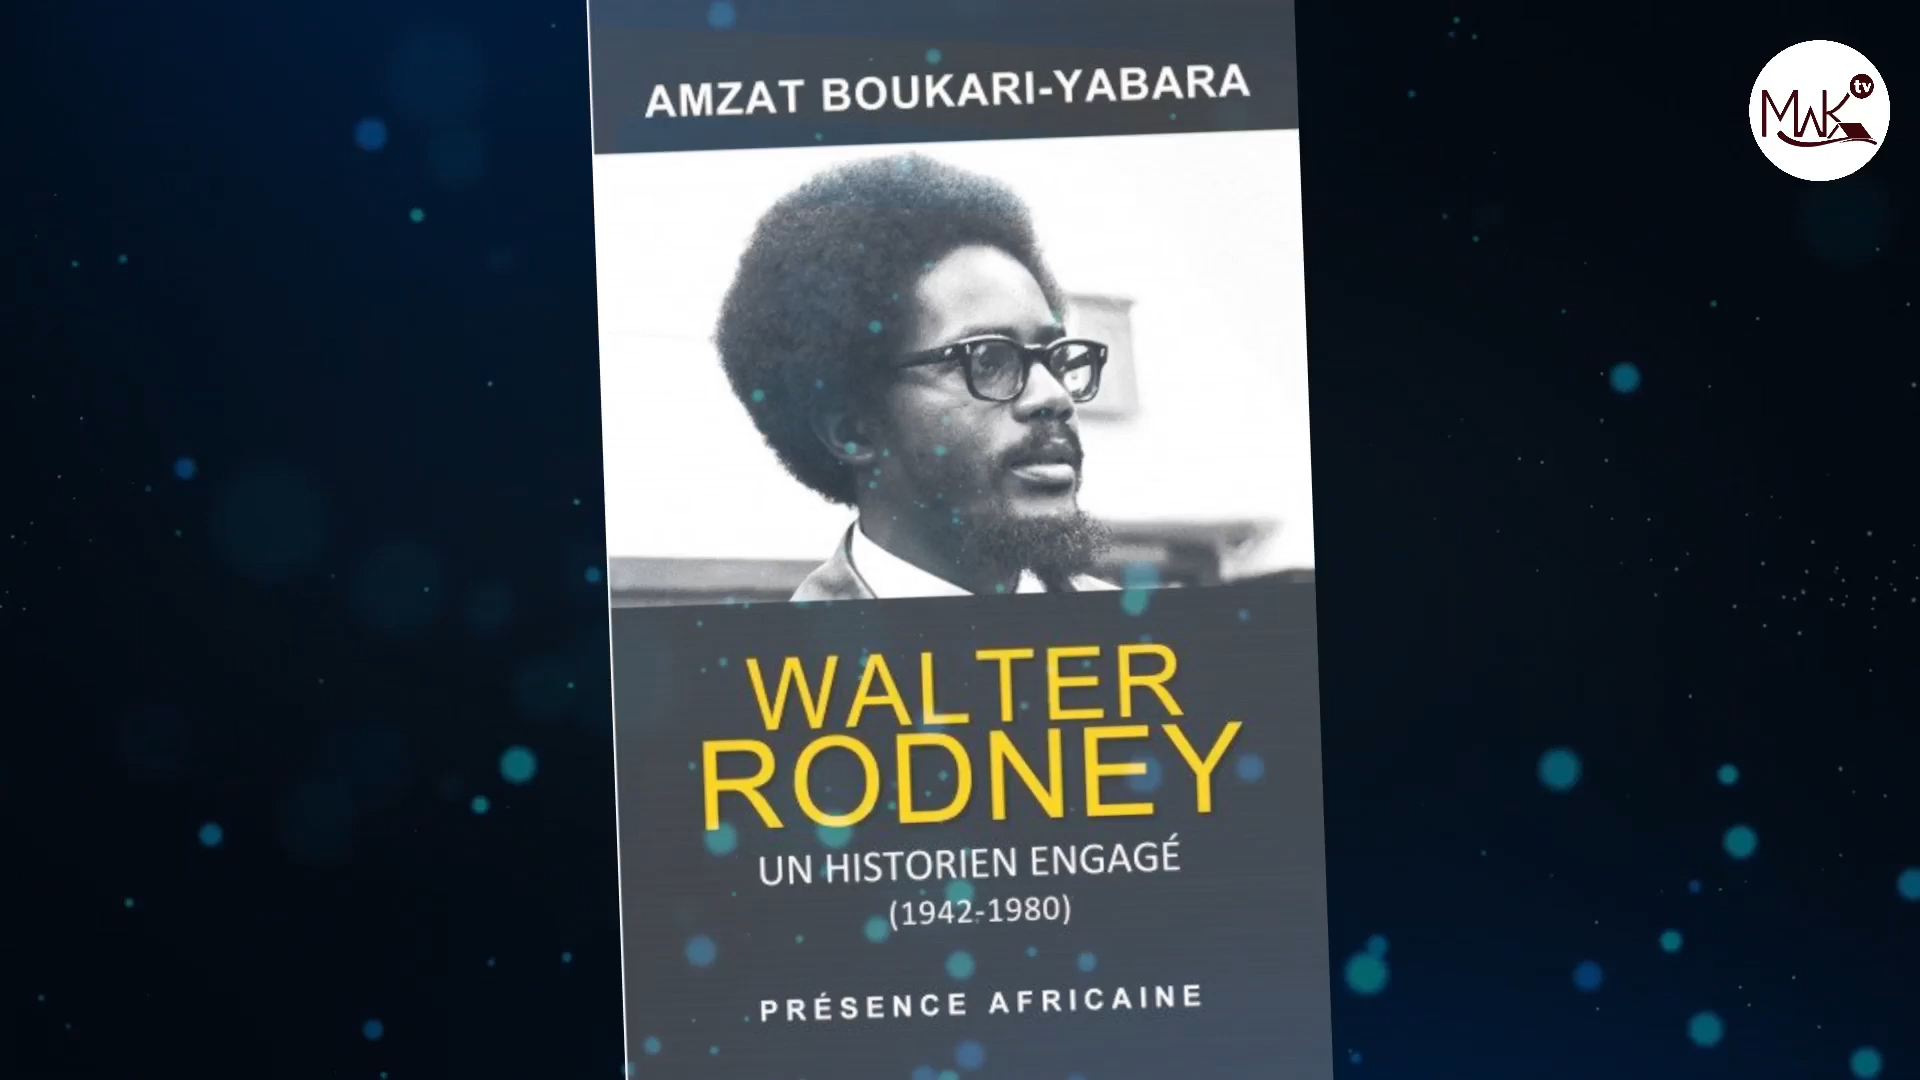 AMZAT BOUKARI-YABARA
MWK tv
WALTER
RODNEY
UN HISTORIEN ENGAGÉ
(1942-1980)
PRÉSENCE AFRICAINE